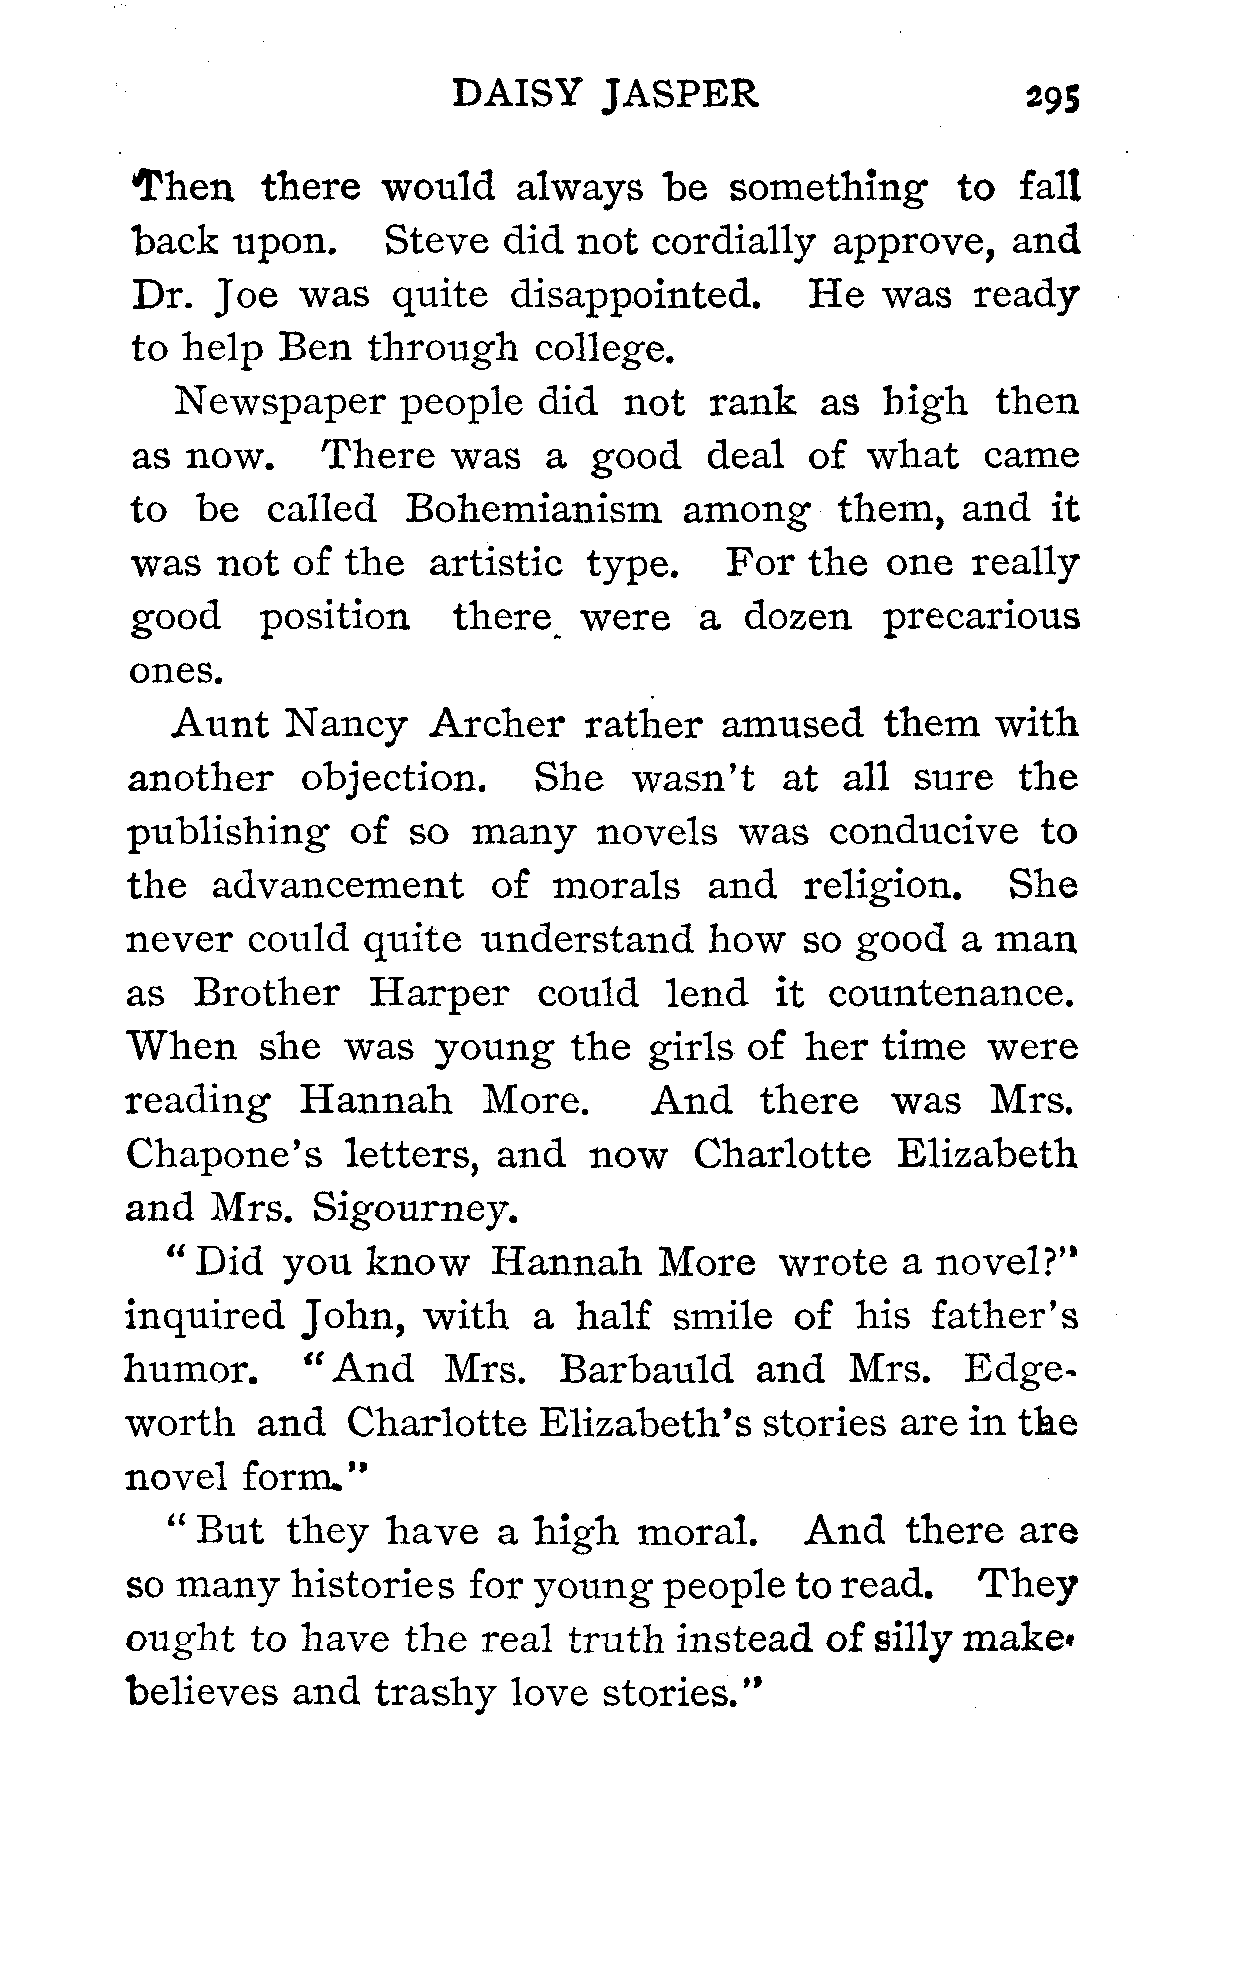 DAISY JASPER 295
Then there would always be something to fall
back upon. Steve did not cordially approve, and
Dr. Joe was quite disappointed. He was ready
to help Ben through college.
Newspaper people did not rank as high then
as now. There was a good deal of what came
to be called Bohemianism among them, and it
was not of the artistic type. For the one really
good position there were a dozen precarious
ones.
Aunt Nancy Archer rather amused them with
another objection. She wasn't at all sure the
publishing of so many novels was conducive to
the advancement of morals and religion. She
never could quite understand how so good a man
as Brother Harper could lend it countenance.
When she was young the girls of her time were
reading Hannah More. And there was Mrs.
Chapone's letters, and now Charlotte Elizabeth
and Mrs. Sigourney.
"Did you know Hannah More wrote a novel?"
inquired John, with a half smile of his father's
humor. "And Mrs. Barbauld and Mrs. Edge-
worth and Charlotte Elizabeth's stories are in the
novel form."
"But they have a high moral. And there are
so many histories for young people to read. They
ought to have the real truth instead of silly make-
believes and trashy love stories."